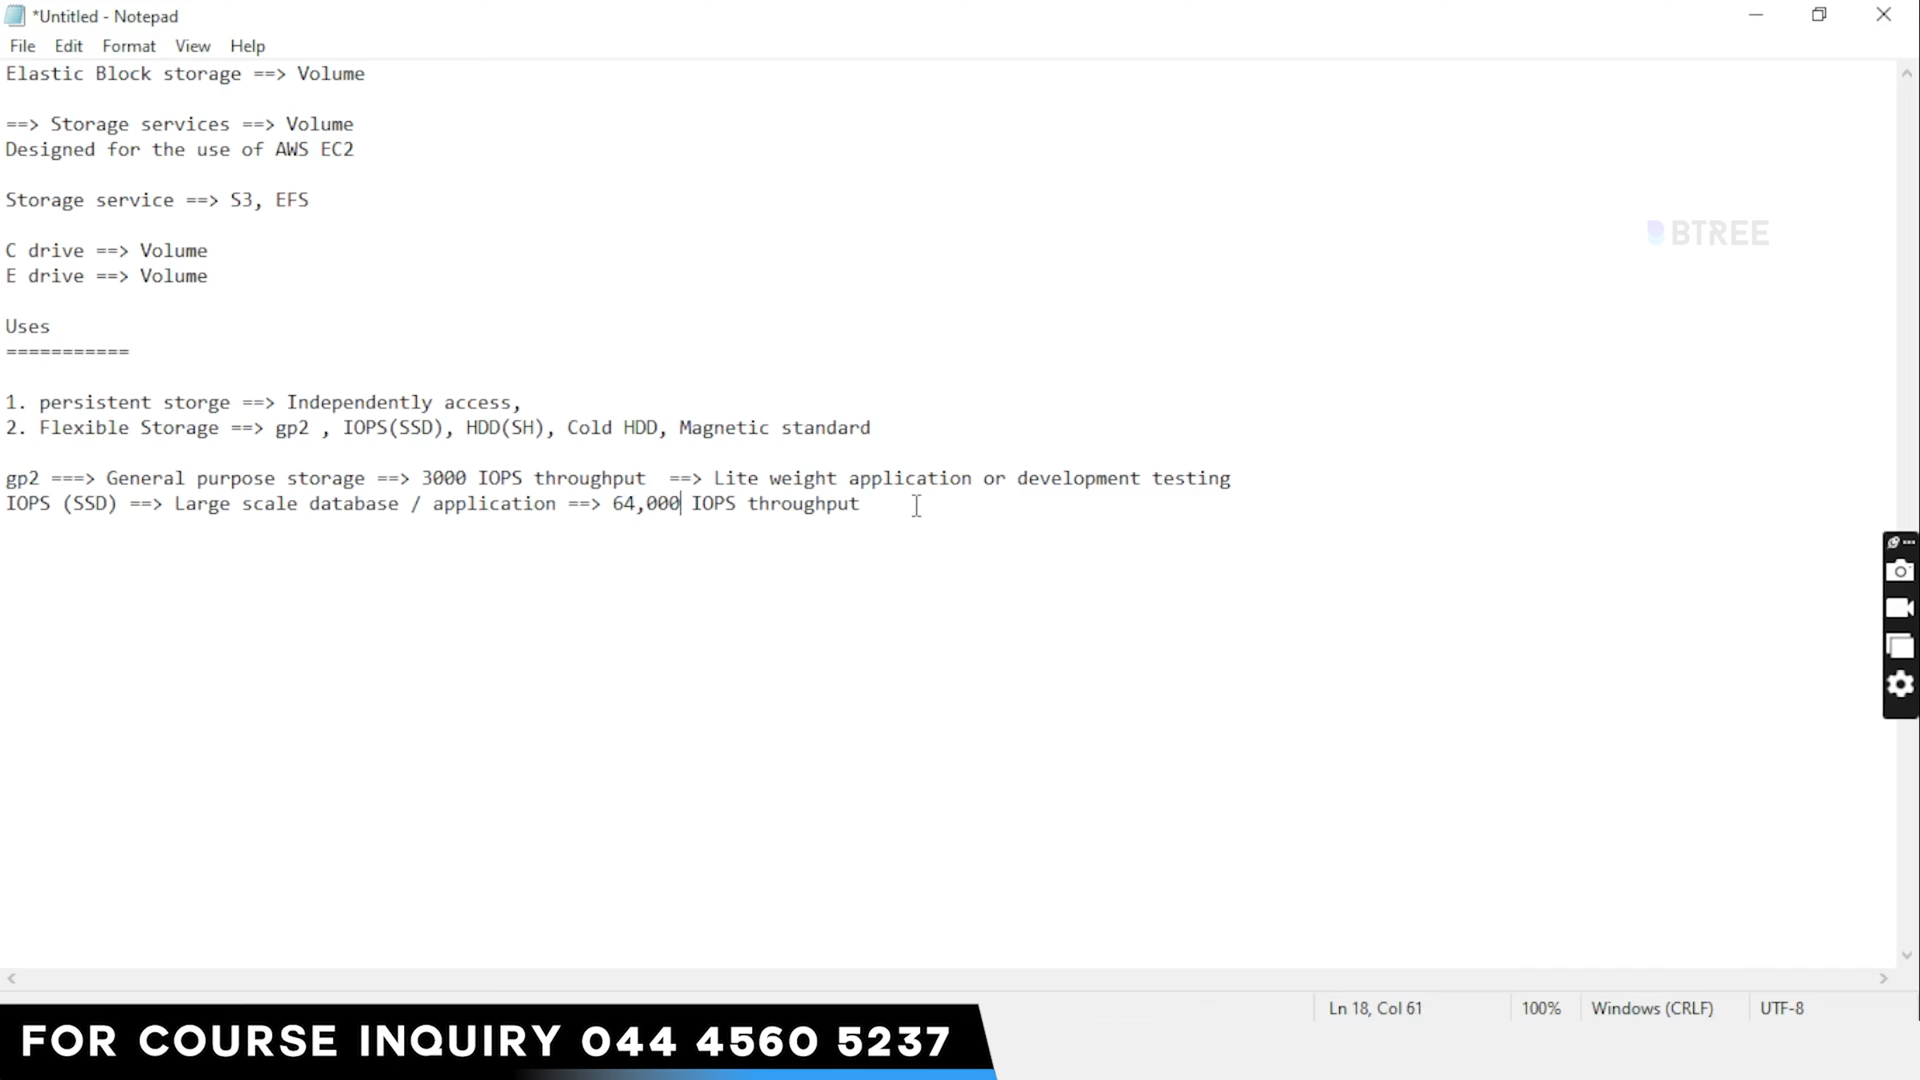 *Untitled - Notepad
File Edit Format View Help
Elastic Block storage ==> Volume
==> Storage services ==> Volume
Designed for the use of AWS EC2
Storage service ==> S3, EFS
BTREE
C drive ==> Volume
E drive ==> Volume
Uses
===========
1. persistent storge ==> Independently access,
2. Flexible Storage ==> gp2 , IOPS(SSD), HDD(SH), Cold HDD, Magnetic standard
gp2 ===> General purpose storage ==> 3000 IOPS throughput  ==> Lite weight application or development testing
IOPS (SSD) ==> Large scale database / application ==> 64,000 IOPS throughput
Ln 18, Col 61 100% Windows (CRLF) UTF-8
FOR COURSE INQUIRY 044 4560 5237